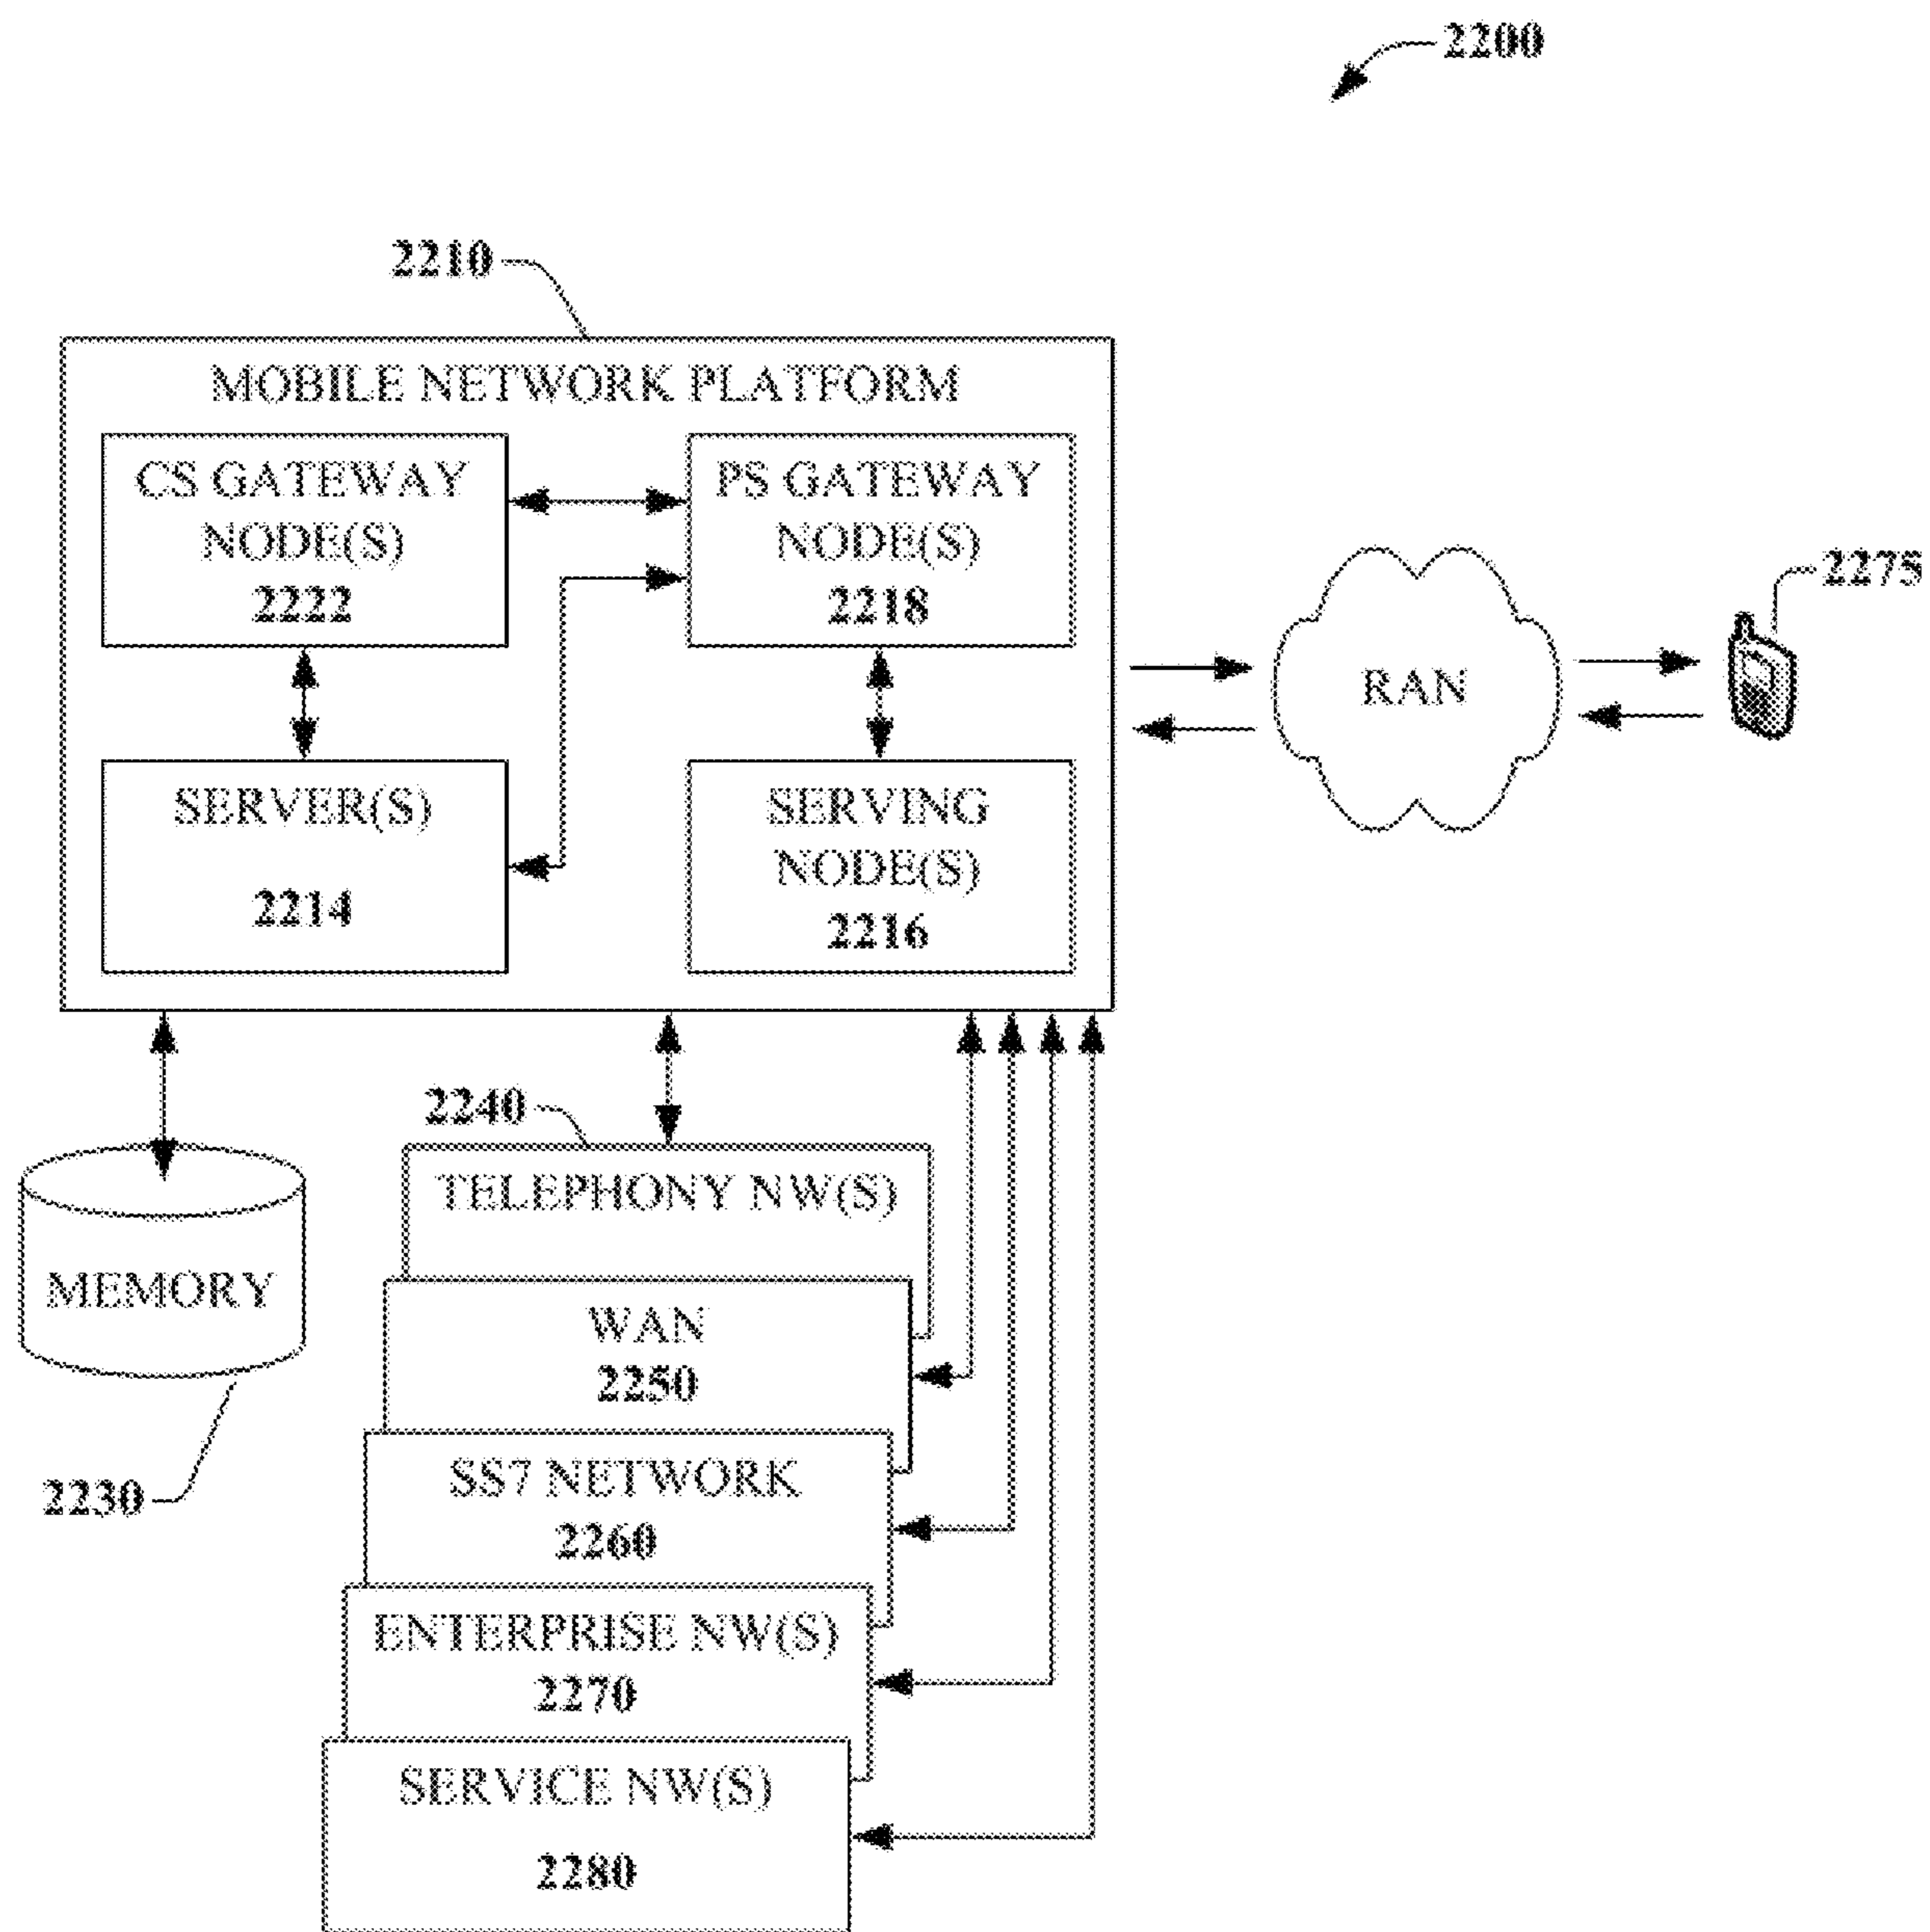 2200
2210
MOBILE NETWORK PLATFORM
CS GATEWAY
NODE(S)
2222
PS GATEWAY
NODE(S)
2218
SERVER(S)
2214
SERVING
NODE(S)
2216
RAN
2275
2240
TELEPHONY NW(S)
MEMORY
2230
WAN
2250
SS7 NETWORK
2260
ENTERPRISE NW(S)
2270
SERVICE NW(S)
2280